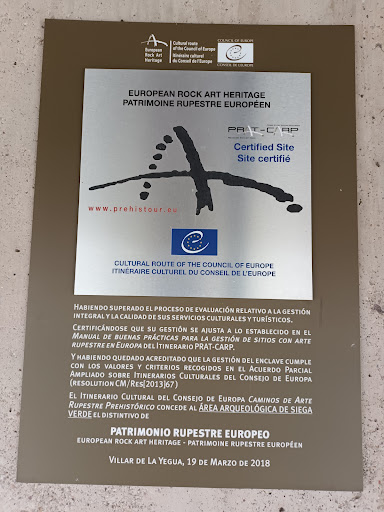 European
Rock Art
Heritage
Cultural route
of the Council of Europe
Itinéraire culturel
du Conseil de l'Europe
COUNCIL OF EUROPE
CONSEIL DE L'EUROPE
EUROPEAN ROCK ART HERITAGE
PATRIMOINE RUPESTRE EUROPÉEN
PRAT-CARP
Certified Site
Site certifié
www.prehistour.eu
CULTURAL ROUTE OF THE COUNCIL OF EUROPE
ITINÉRAIRE CULTUREL DU CONSEIL DE L'EUROPE
HABIENDO SUPERADO EL PROCESO DE EVALUACIÓN RELATIVO A LA GESTIÓN
INTEGRAL Y LA CALIDAD DE SUS SERVICIOS CULTURALES Y TURÍSTICOS.
CERTIFICÁNDOSE QUE SU GESTIÓN SE AJUSTA A LO ESTABLECIDO EN EL
MANUAL DE BUENAS PRÁCTICAS PARA LA GESTIÓN DE SITIOS CON ARTE
RUPESTRE EN EUROPA DEL ITINERARIO PRAT-CARP.
Y HABIENDO QUEDADO ACREDITADO QUE LA GESTIÓN DEL ENCLAVE CUMPLE
CON LOS VALORES Y CRITERIOS RECOGIDOS EN EL ACUERDO PARCIAL
AMPLIADO SOBRE ITINERARIOS CULTURALES DEL CONSEJO DE EUROPA
(RESOLUTION CM/RES[2013]67)
EL ITINERARIO CULTURAL DEL CONSEJO DE EUROPA CAMINOS DE ARTE
RUPESTRE PREHISTÓRICO CONCEDE AL ÁREA ARQUEOLÓGICA DE SIEGA
VERDE EL DISTINTIVO DE
PATRIMONIO RUPESTRE EUROPEO
EUROPEAN ROCK ART HERITAGE - PATRIMOINE RUPESTRE EUROPÉEN
VILLAR DE LA YEGUA, 19 DE MARZO DE 2018